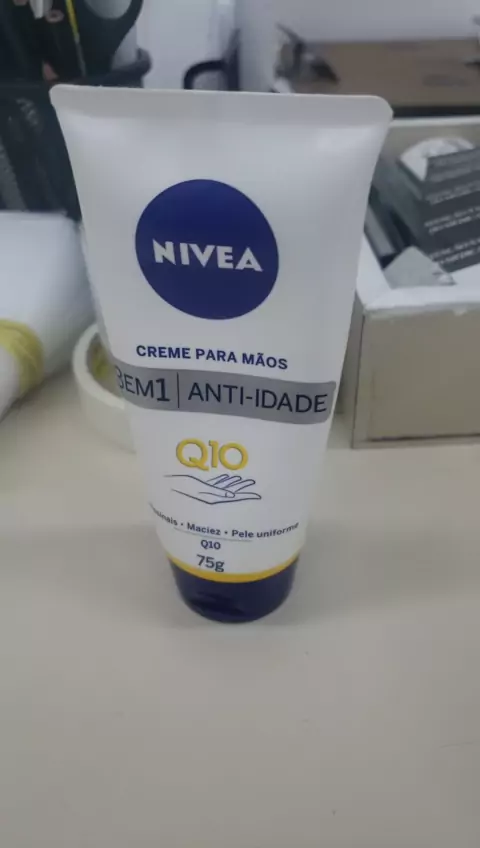 NIVEA
CREME PARA MÃOS
3EM1 | ANTI-IDADE
Q10
• Maciez • Pele uniforme
Q10
75g